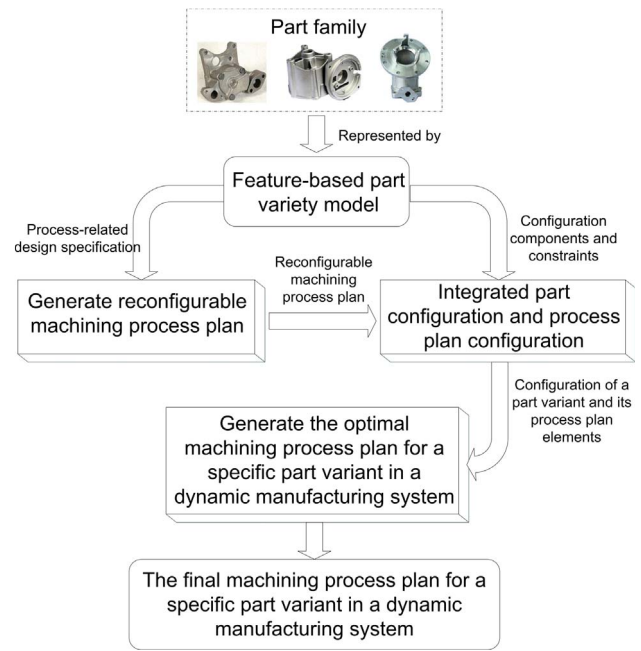 Part family
Represented by
Feature-based part
variety model
Process-related
design specification
Configuration
components and
constraints
Reconfigurable
machining
process plan
Generate reconfigurable
machining process plan
Integrated part
configuration and process
plan configuration
Configuration of a
part variant and its
process plan
elements
Generate the optimal
machining process plan for
a specific part variant in
a dynamic manufacturing
system
The final machining process plan for a
specific part variant in a dynamic
manufacturing system